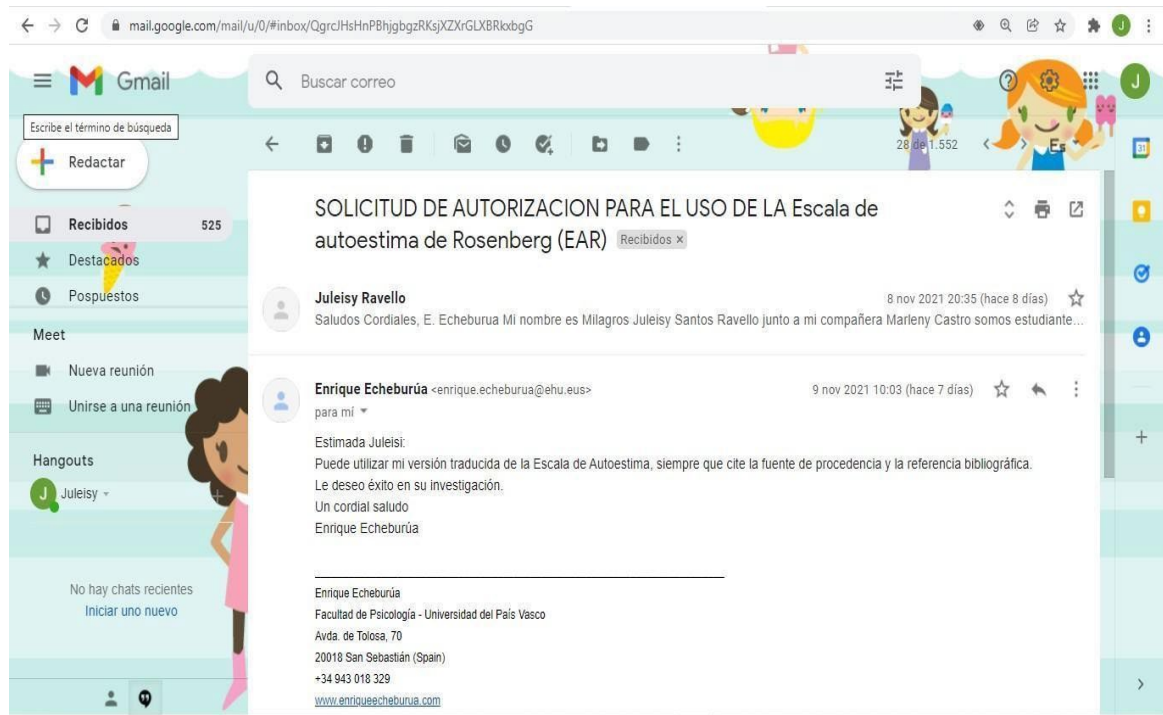 mail.google.com/mail/u/0/#inbox/QgrcJHsHnPBhjgbgzRKsjXZXrGLXBRkxbgG
J
Gmail
Buscar correo
J
Escribe el término de búsqueda
Redactar
28 de 1.552
Es
31
Recibidos 525
Destacados
Pospuestos
Meet
Nueva reunión
Unirse a una reunión
Hangouts
J Juleisy
No hay chats recientes
Iniciar uno nuevo
SOLICITUD DE AUTORIZACION PARA EL USO DE LA Escala de
autoestima de Rosenberg (EAR) Recibidos ×
Juleisy Ravello 8 nov 2021 20:35 (hace 8 días)
Saludos Cordiales, E. Echeburua Mi nombre es Milagros Juleisy Santos Ravello junto a mi compañera Marleny Castro somos estudiante...
Enrique Echeburúa <enrique.echeburua@ehu.eus> 9 nov 2021 10:03 (hace 7 días)
para mí
Estimada Juleisi:
Puede utilizar mi versión traducida de la Escala de Autoestima, siempre que cite la fuente de procedencia y la referencia bibliográfica.
Le deseo éxito en su investigación.
Un cordial saludo
Enrique Echeburúa
Enrique Echeburúa
Facultad de Psicología - Universidad del País Vasco
Avda. de Tolosa, 70
20018 San Sebastián (Spain)
+34 943 018 329
www.enriqueecheburua.com